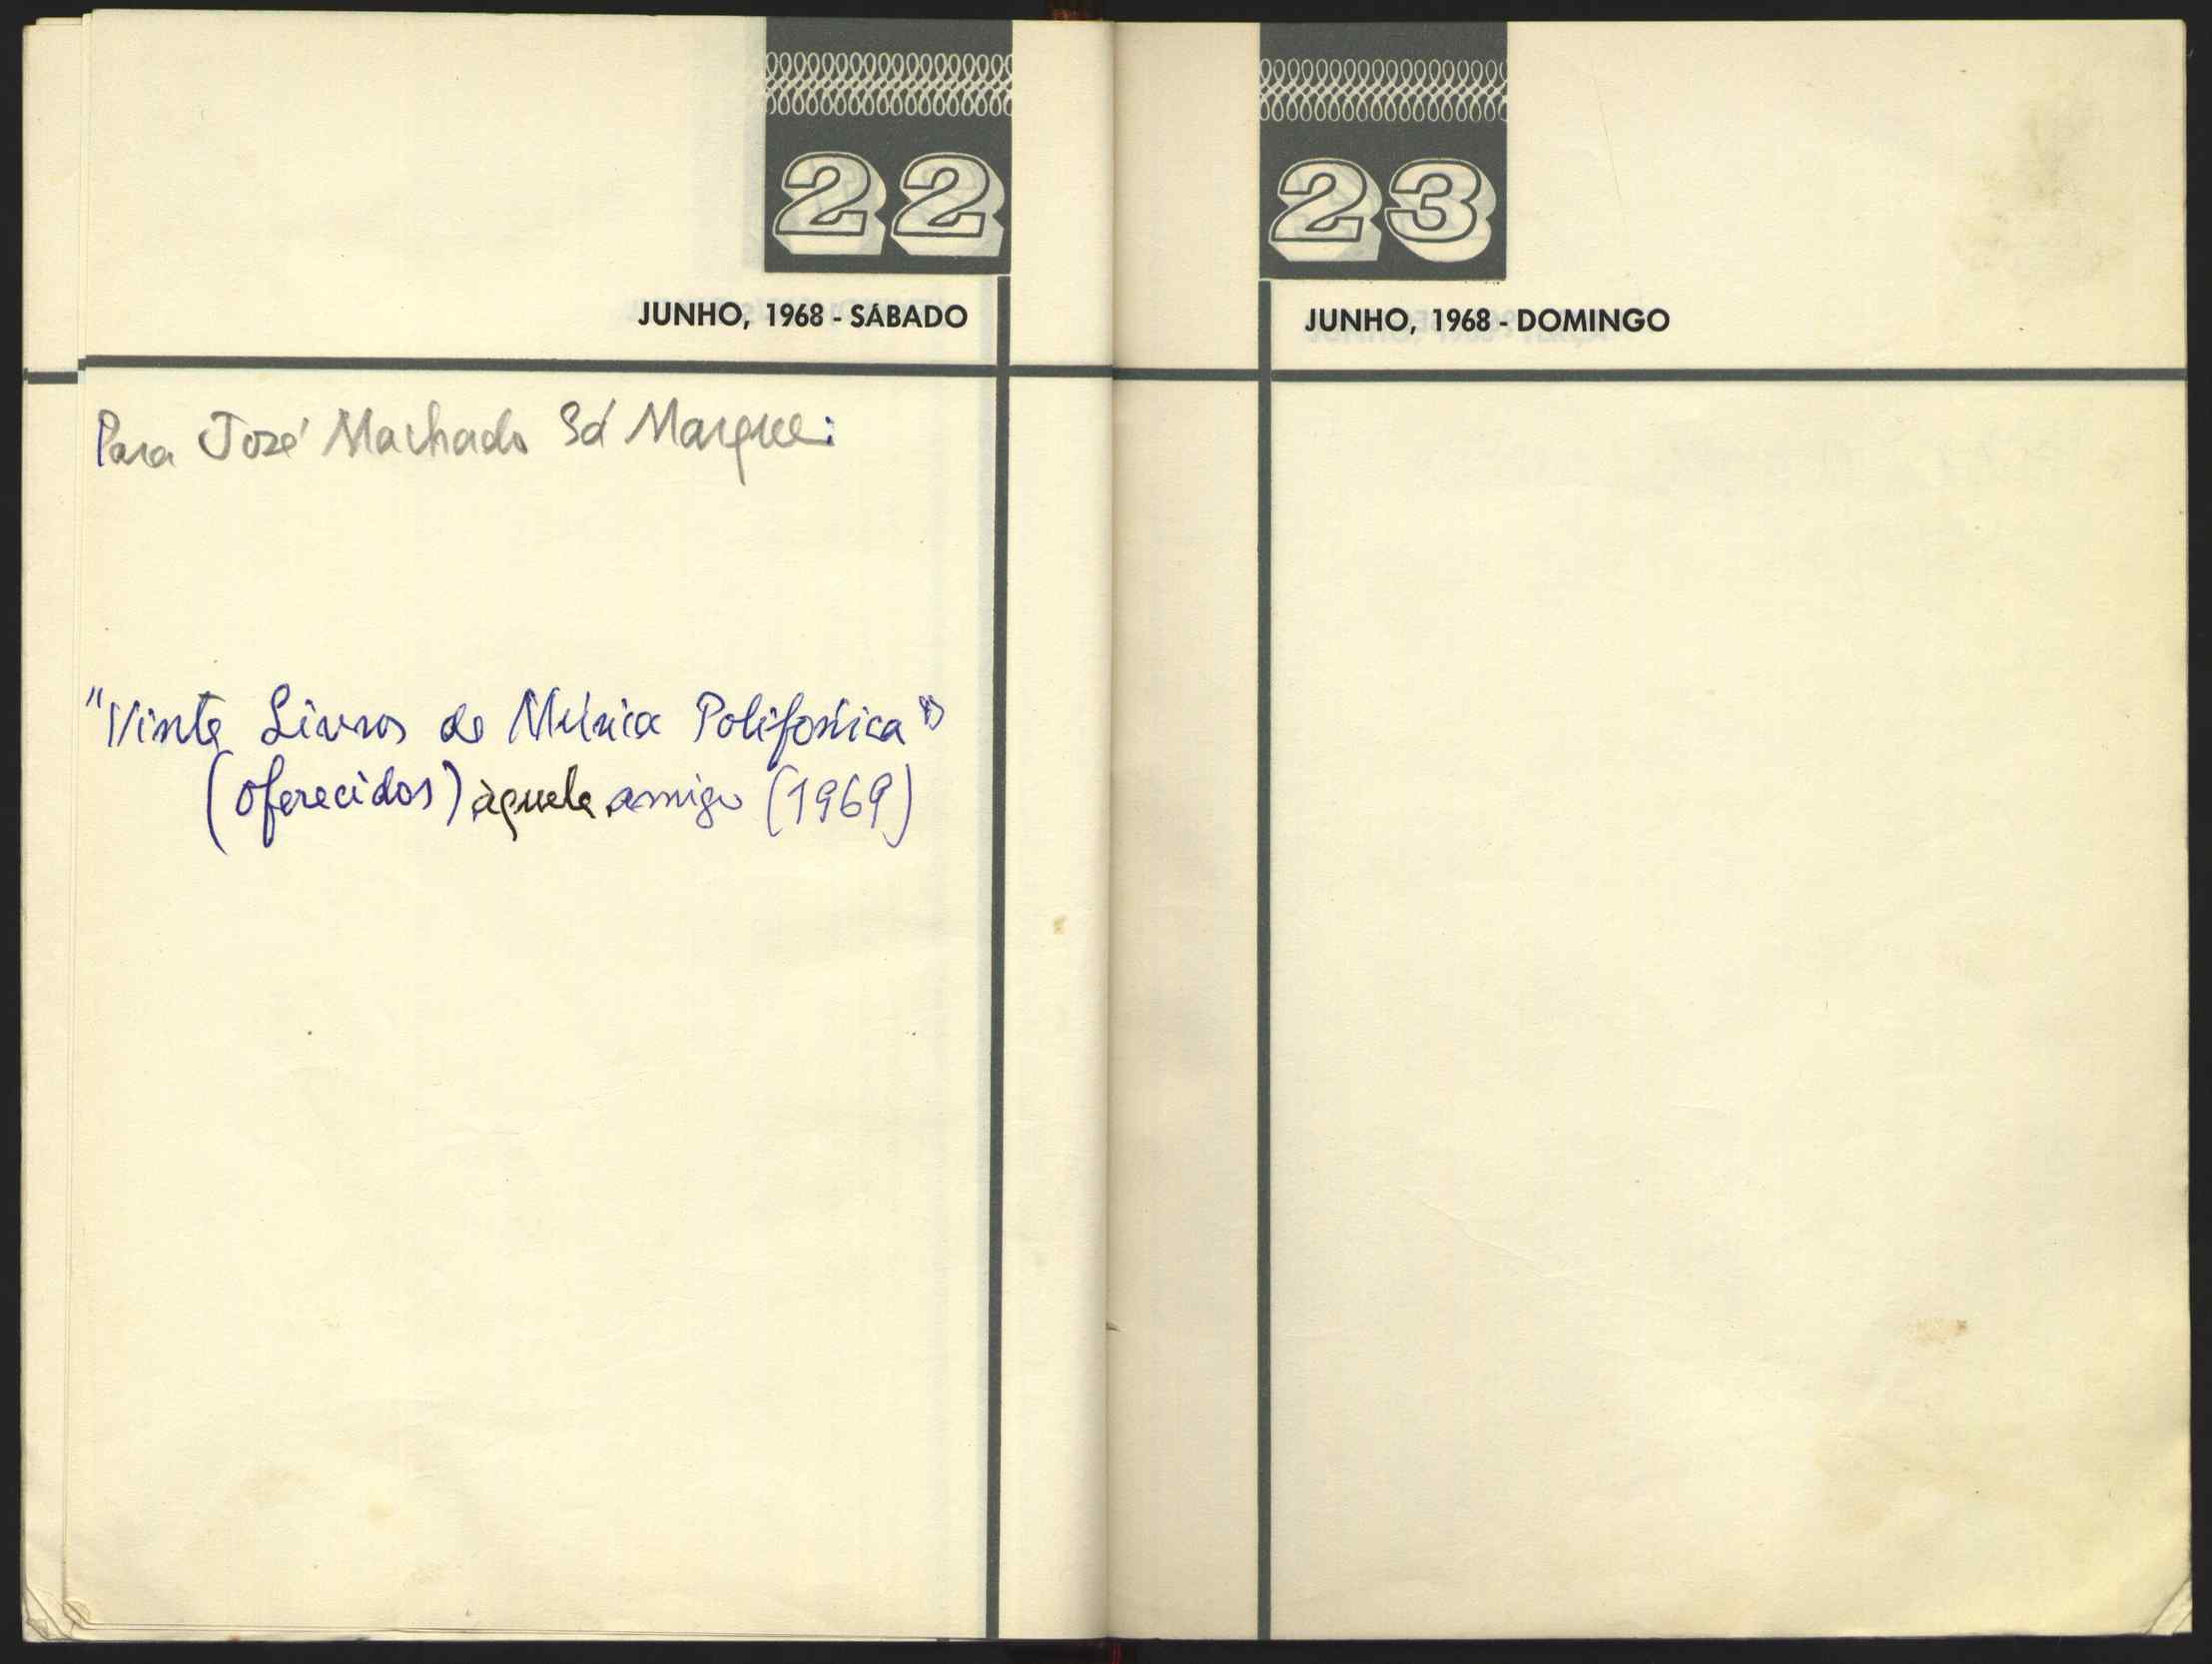 22
JUNHO, 1968 - SÁBADO
Para José Machado Sá Marques:
"Vinte Livros de Música Polifónica"
(oferecidos) àquele amigo (1969)
23
JUNHO, 1968 - DOMINGO